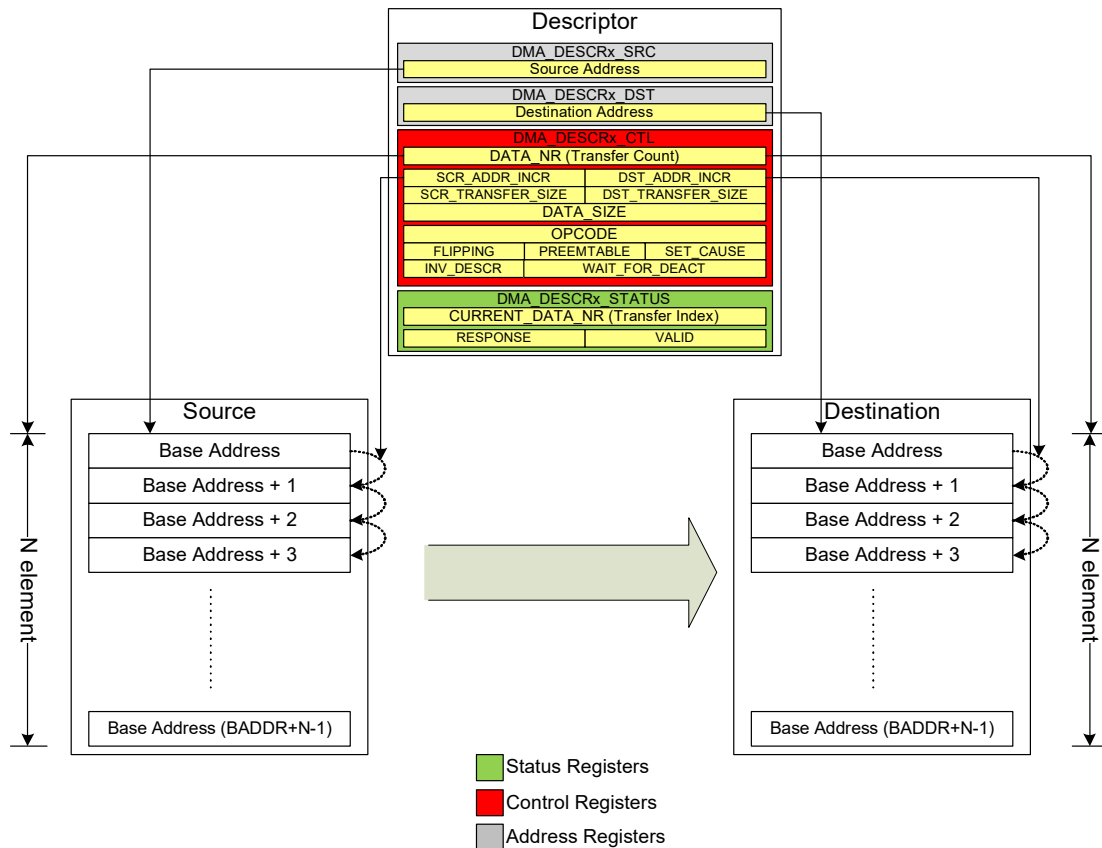 Descriptor
DMA_DESCRx_SRC
Source Address
DMA_DESCRx_DST
Destination Address
DMA_DESCRx_CTL
DATA_NR (Transfer Count)
SCR_ADDR_INCR DST_ADDR_INCR
SCR_TRANSFER_SIZE DST_TRANSFER_SIZE
DATA_SIZE
OPCODE
FLIPPING PREEMTABLE SET_CAUSE
INV_DESCR WAIT_FOR_DEACT
DMA_DESCRx_STATUS
CURRENT_DATA_NR (Transfer Index)
RESPONSE VALID
Source
Base Address
Base Address + 1
Base Address + 2
Base Address + 3
Base Address (BADDR+N-1)
N element
Destination
Base Address
Base Address + 1
Base Address + 2
Base Address + 3
Base Address (BADDR+N-1)
N element
Status Registers
Control Registers
Address Registers